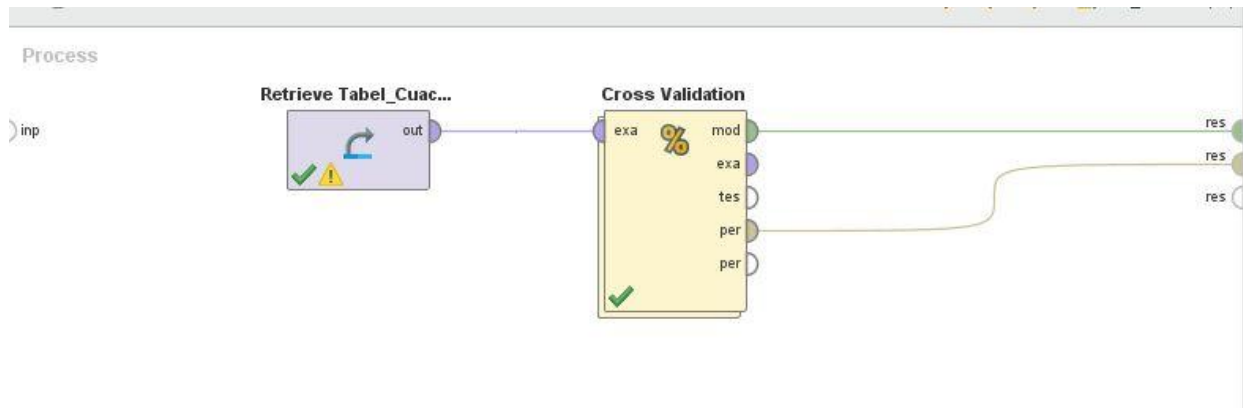 Process
Retrieve Tabel_Cuac...
Cross Validation
inp
out
exa
%
mod
exa
tes
per
per
res
res
res